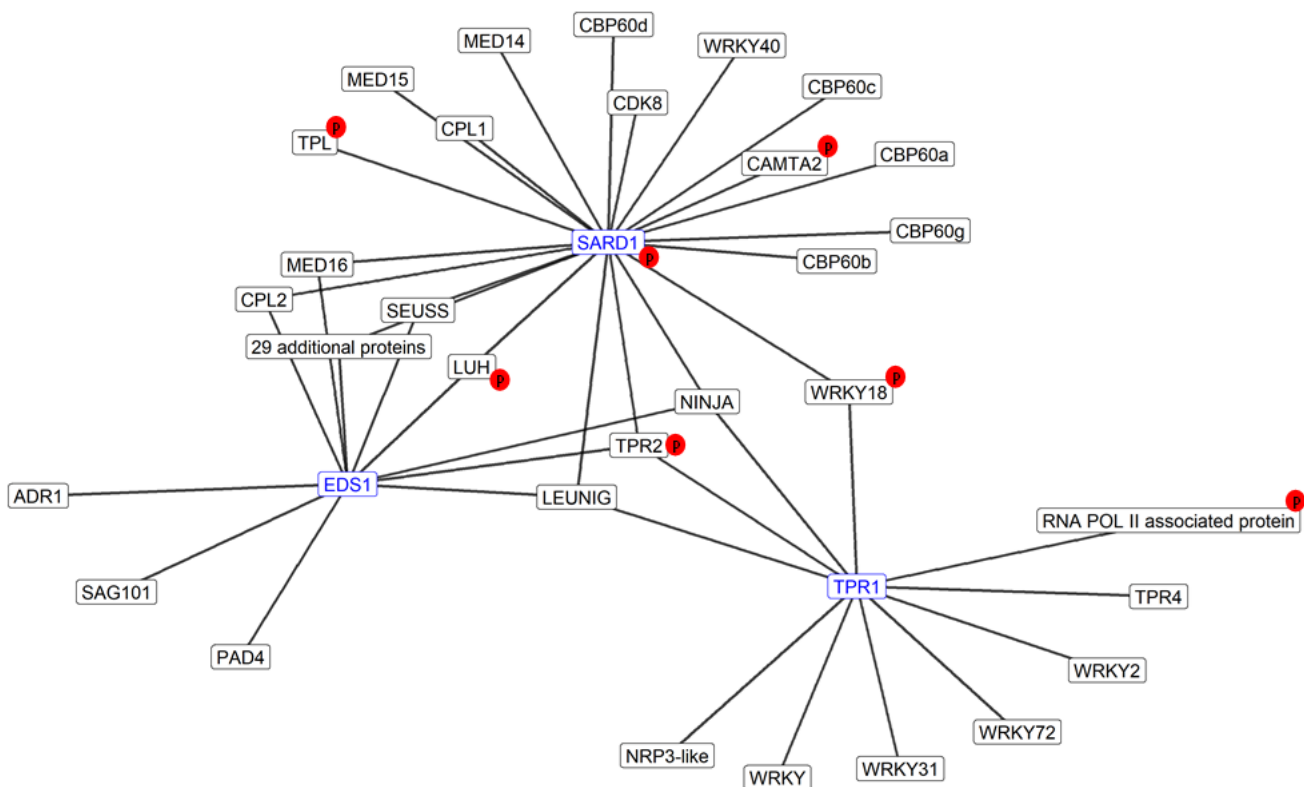 CBP60d
MED14
WRKY40
MED15
CBP60c
CDK8
P
TPL
CPL1
P
CAMTA2
CBP60a
CBP60g
SARD1
P
CBP60b
MED16
CPL2
SEUSS
29 additional proteins
LUH
P
WRKY18
P
NINJA
TPR2
P
EDS1
ADR1
LEUNIG
P
RNA POL II associated protein
SAG101
TPR1
TPR4
PAD4
WRKY2
WRKY72
NRP3-like
WRKY
WRKY31